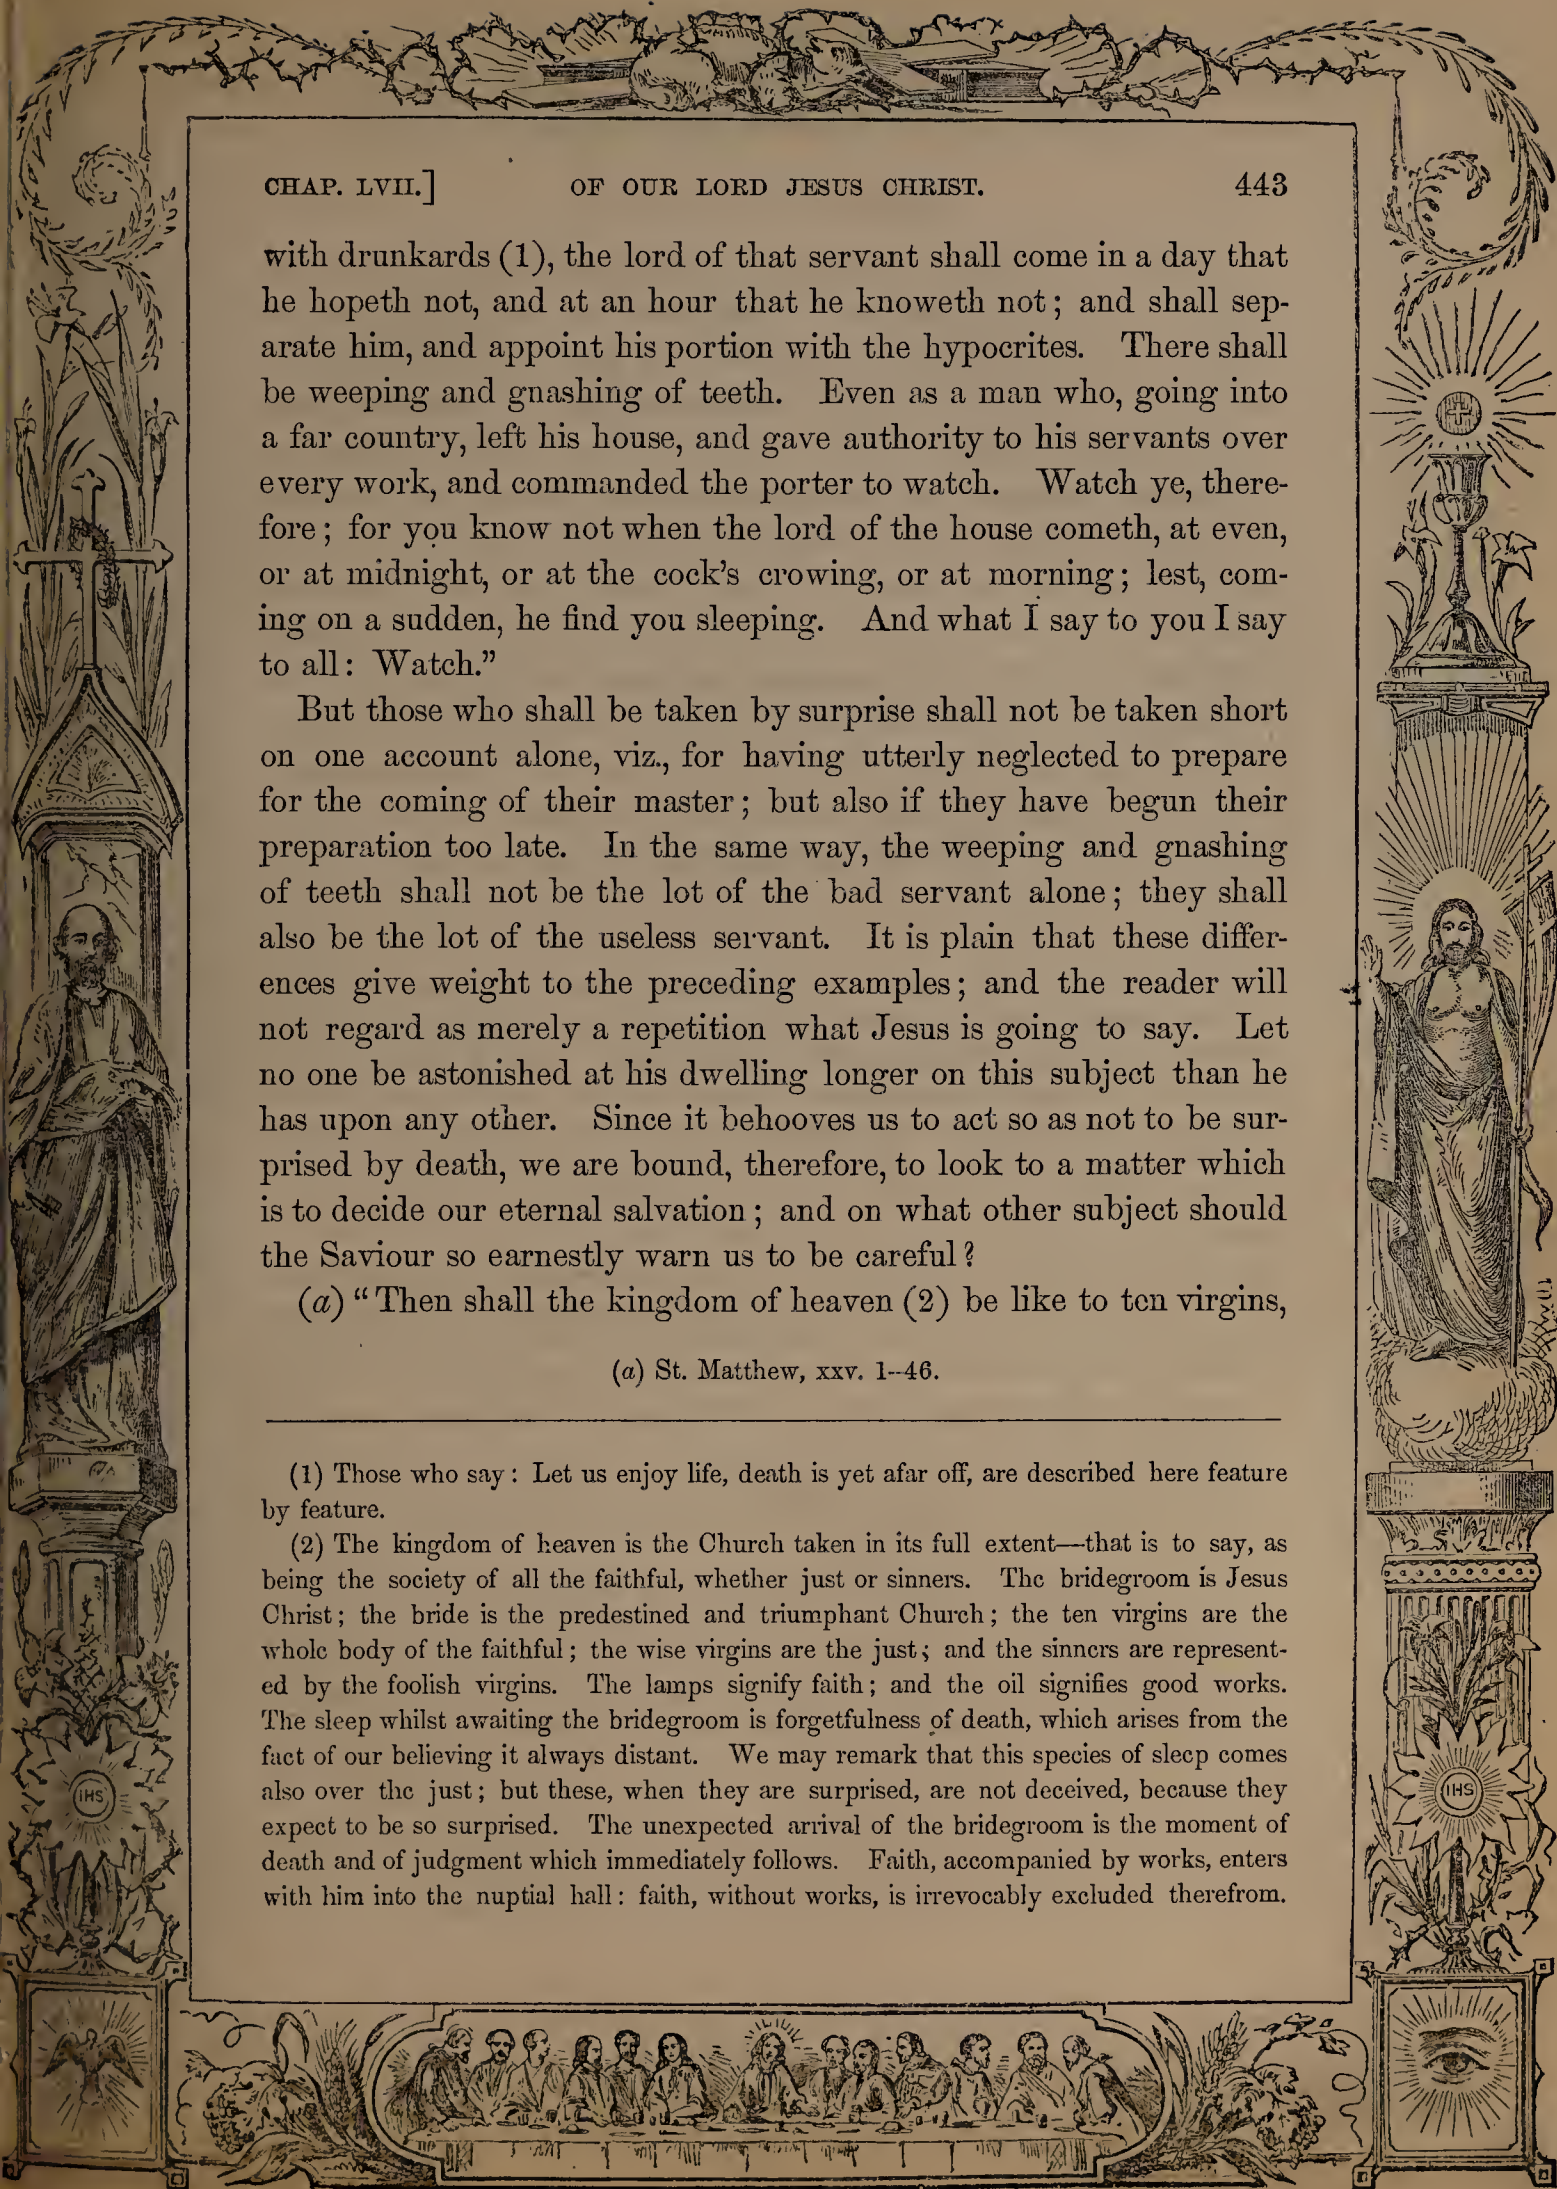 CHAP. LVII.] OF OUR LORD JESUS CHRIST. 443
with drunkards (1), the lord of that servant shall come in a day that
he hopeth not, and at an hour that he knoweth not; and shall sep-
arate him, and appoint his portion with the hypocrites. There shall
be weeping and gnashing of teeth. Even as a man who, going into
a far country, left his house, and gave authority to his servants over
every work, and commanded the porter to watch. Watch ye, there-
fore; for you know not when the lord of the house cometh, at even,
or at midnight, or at the cock's crowing, or at morning; lest, com-
ing on a sudden, he find you sleeping. And what I say to you I say
to all: Watch.”
But those who shall be taken by surprise shall not be taken short
on one account alone, viz., for having utterly neglected to prepare
for the coming of their master; but also if they have begun their
preparation too late. In the same way, the weeping and gnashing
of teeth shall not be the lot of the bad servant alone; they shall
also be the lot of the useless servant. It is plain that these differ-
ences give weight to the preceding examples; and the reader will
not regard as merely a repetition what Jesus is going to say. Let
no one be astonished at his dwelling longer on this subject than he
has upon any other. Since it behooves us to act so as not to be sur-
prised by death, we are bound, therefore, to look to a matter which
is to decide our eternal salvation; and on what other subject should
the Saviour so earnestly warn us to be careful?
(a) “Then shall the kingdom of heaven (2) be like to ten virgins,
(a) St. Matthew, xxv. 1--46.
(1) Those who say: Let us enjoy life, death is yet afar off, are described here feature
by feature.
(2) The kingdom of heaven is the Church taken in its full extent—that is to say, as
being the society of all the faithful, whether just or sinners. The bridegroom is Jesus
Christ; the bride is the predestined and triumphant Church; the ten virgins are the
whole body of the faithful; the wise virgins are the just; and the sinners are represent-
ed by the foolish virgins. The lamps signify faith; and the oil signifies good works.
The sleep whilst awaiting the bridegroom is forgetfulness of death, which arises from the
fact of our believing it always distant. We may remark that this species of sleep comes
also over the just; but these, when they are surprised, are not deceived, because they
expect to be so surprised. The unexpected arrival of the bridegroom is the moment of
death and of judgment which immediately follows. Faith, accompanied by works, enters
with him into the nuptial hall: faith, without works, is irrevocably excluded therefrom.
IHS
IHS